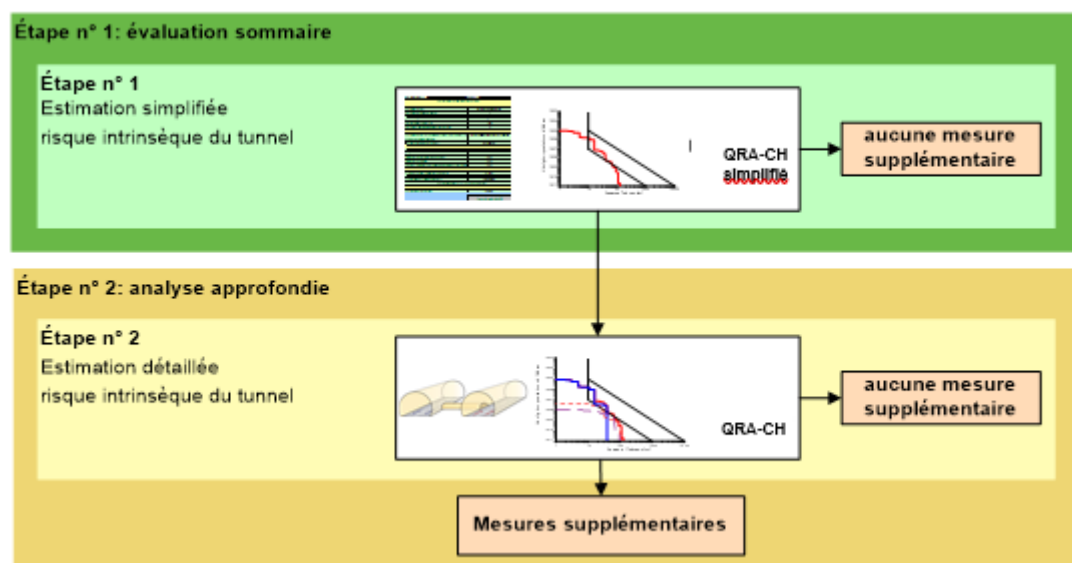 Étape n° 1: évaluation sommaire
Étape n° 1
Estimation simplifiée
risque intrinsèque du tunnel
QRA-CH
simplifié
aucune mesure
supplémentaire
Étape n° 2: analyse approfondie
Étape n° 2
Estimation détaillée
risque intrinsèque du tunnel
QRA-CH
aucune mesure
supplémentaire
Mesures supplémentaires